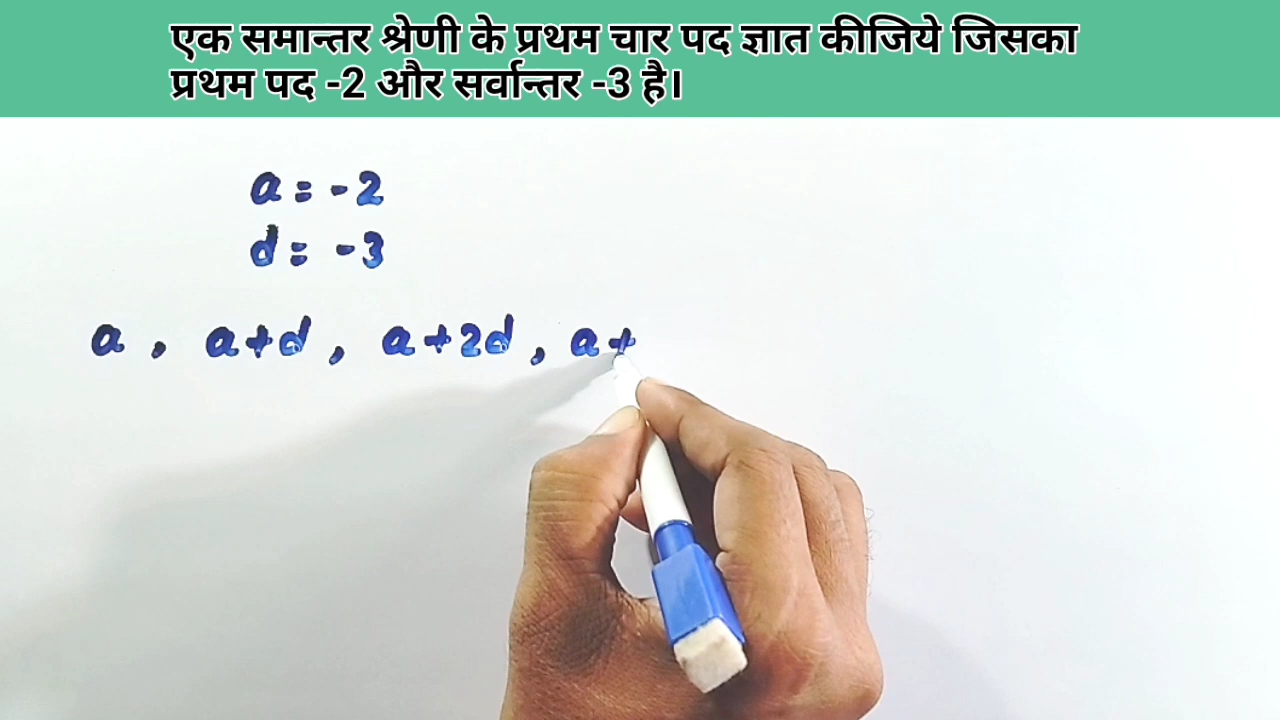 एक समान्तर श्रेणी के प्रथम चार पद ज्ञात कीजिये जिसका
प्रथम पद -2 और सर्वान्तर -3 है।
a = -2
d = -3
a , a+d , a+2d , a+